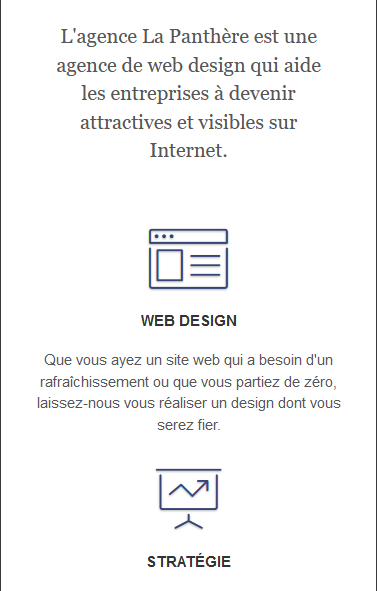 L'agence La Panthère est une
agence de web design qui aide
les entreprises à devenir
attractives et visibles sur
Internet.
WEB DESIGN
Que vous ayez un site web qui a besoin d'un
rafraîchissement ou que vous partiez de zéro,
laissez-nous vous réaliser un design dont vous
serez fier.
STRATÉGIE